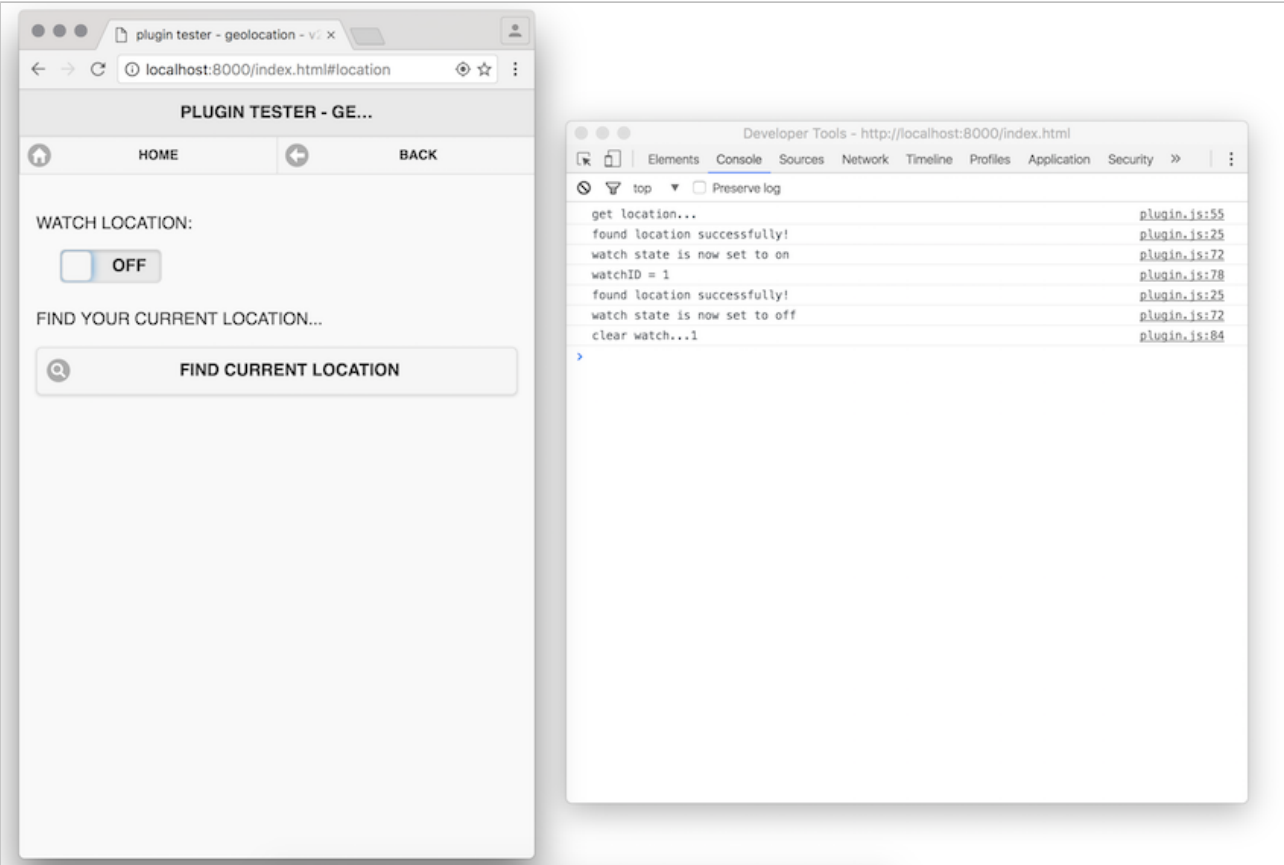 plugin tester - geolocation - v2
localhost:8000/index.html#location
PLUGIN TESTER - GE...
HOME BACK
WATCH LOCATION:
OFF
FIND YOUR CURRENT LOCATION...
FIND CURRENT LOCATION
Developer Tools - http://localhost:8000/index.html
Elements Console Sources Network Timeline Profiles Application Security »
top ▼ Preserve log
get location... plugin.js:55
found location successfully! plugin.js:25
watch state is now set to on plugin.js:72
watchID = 1 plugin.js:78
found location successfully! plugin.js:25
watch state is now set to off plugin.js:72
clear watch...1 plugin.js:84
>